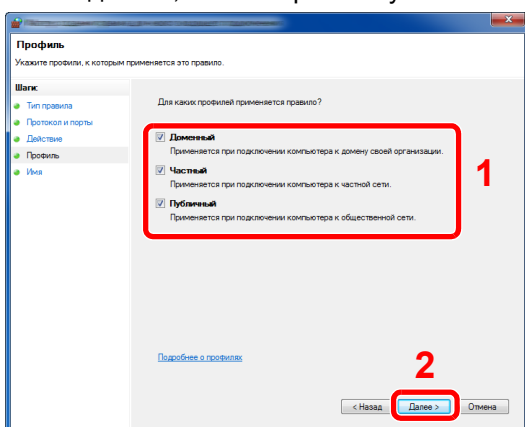 Профиль
Укажите профили, к которым применяется это правило.
Шаги:
Тип правила
Протокол и порты
Действие
Профиль
Имя
Для каких профилей применяется правило?
Доменный
Применяется при подключении компьютера к домену своей организации.
Частный
Применяется при подключении компьютера к частной сети.
Публичный
Применяется при подключении компьютера к общественной сети.
1
Подробнее о профилях
2
< Назад
Далее >
Отмена